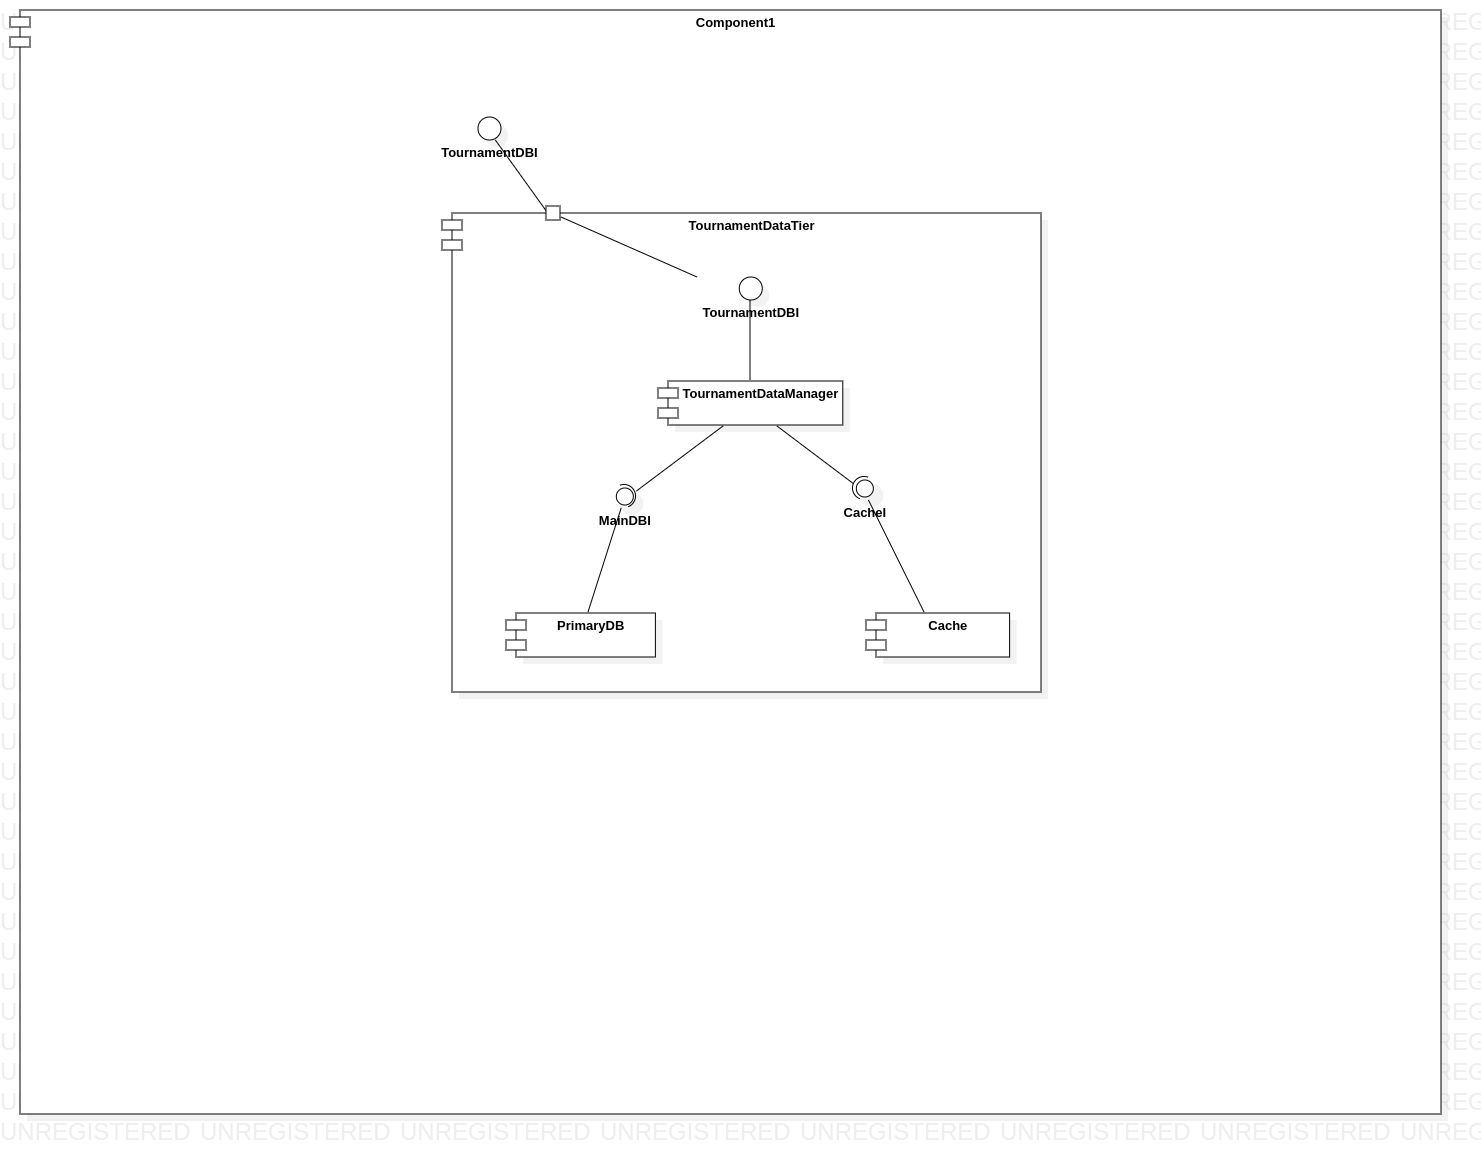 Component1
TournamentDBI
TournamentDataTier
TournamentDBI
TournamentDataManager
MainDBI
CacheI
PrimaryDB
Cache
UNREGISTERED UNREGISTERED UNREGISTERED UNREGISTERED UNREGISTERED UNREGISTERED UNREGISTERED UNREG